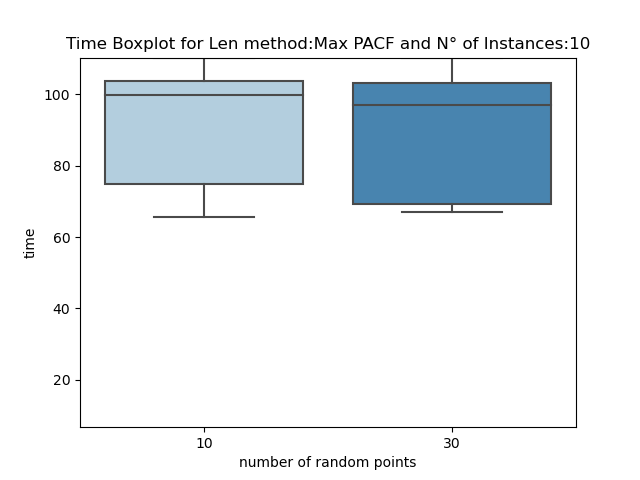 Time Boxplot for Len method:Max PACF and N° of Instances:10
100
80
60
40
20
time
10 30
number of random points